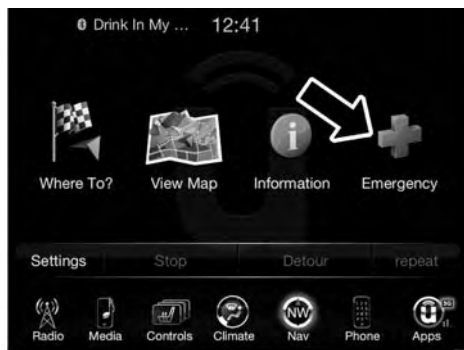 Drink In My ... 12:41
Where To? View Map Information Emergency
Settings Stop Detour repeat
NW
Radio Media Controls Climate Nav Phone Apps